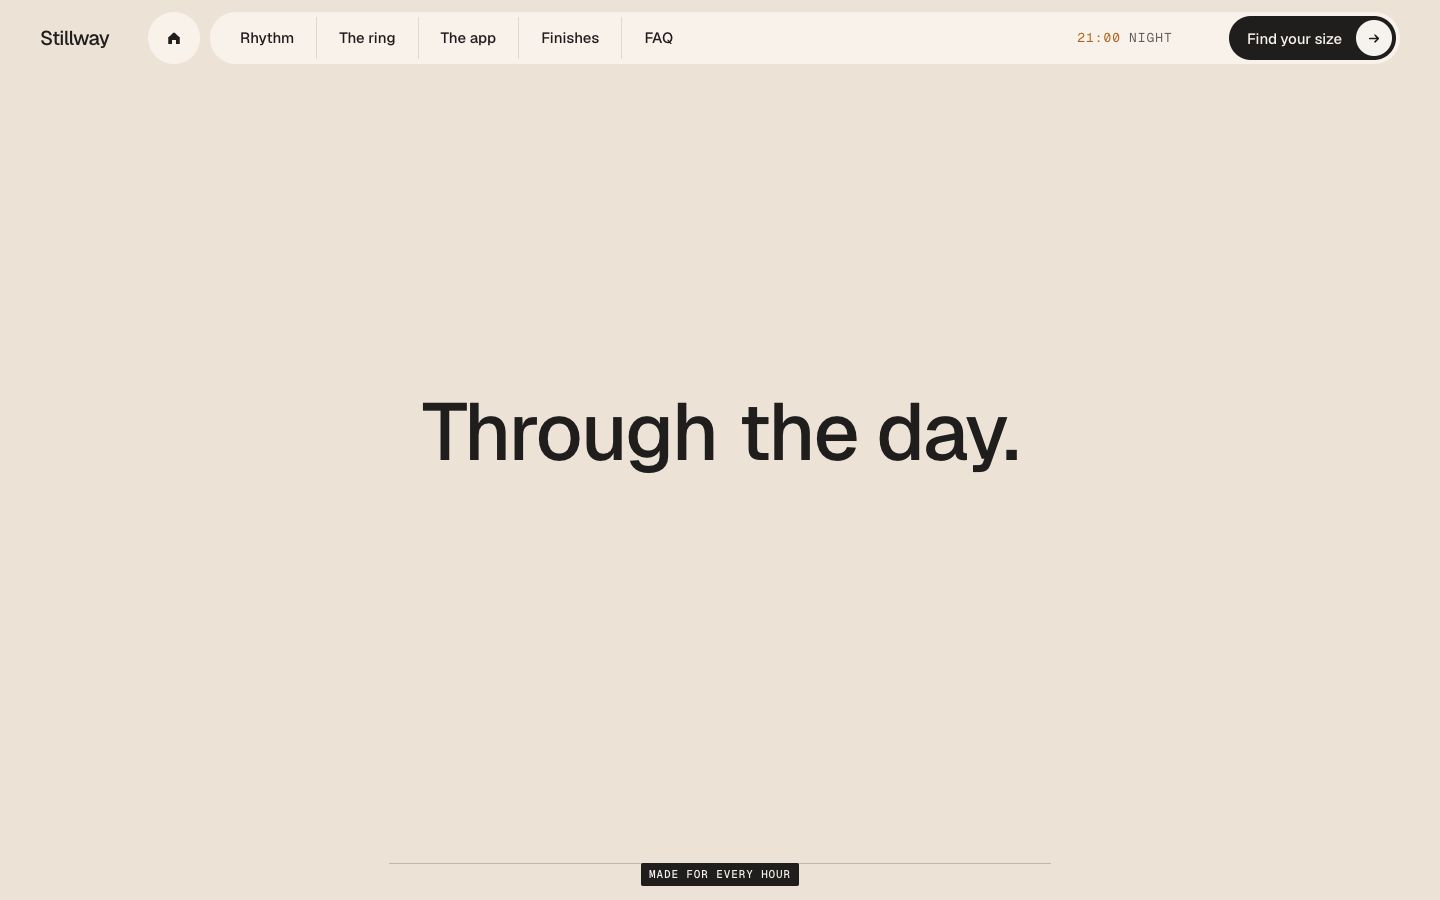 Stillway
Rhythm
The ring
The app
Finishes
FAQ
21:00 NIGHT
Find your size
Through the day.
MADE FOR EVERY HOUR